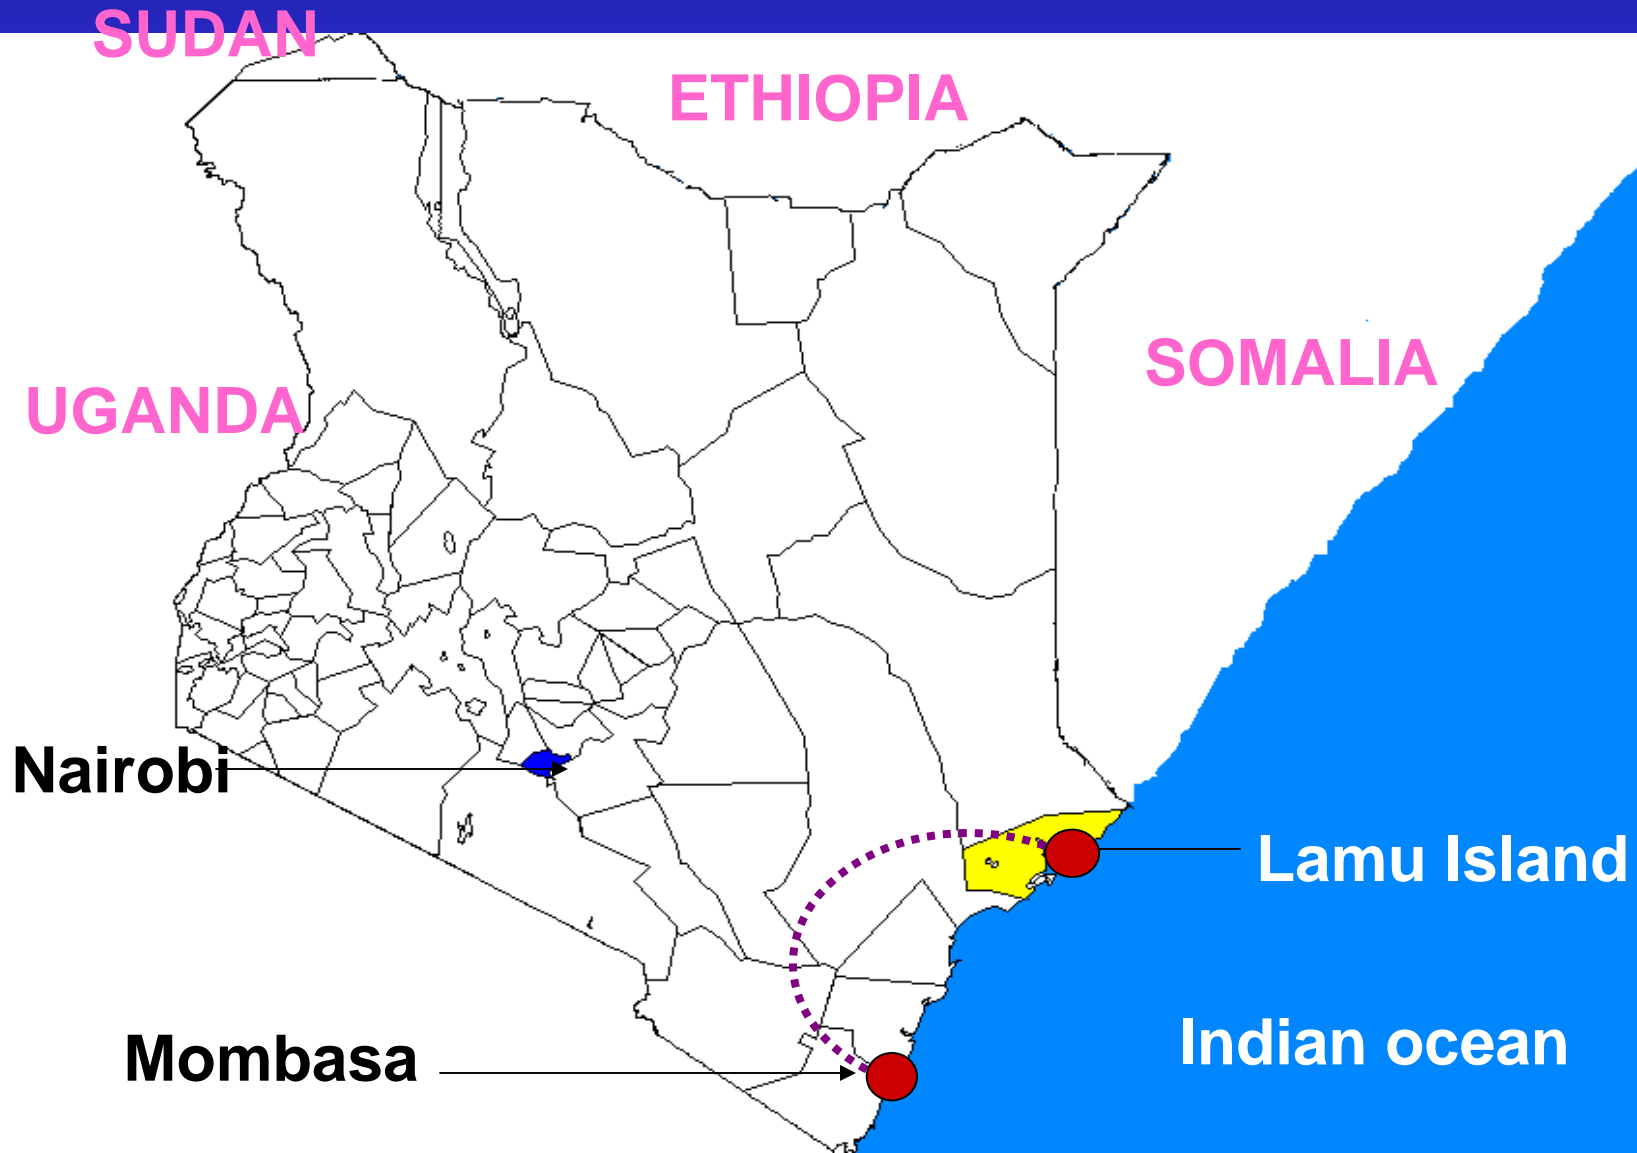 SUDAN
ETHIOPIA
SOMALIA
UGANDA
Nairobi
Lamu Island
Indian ocean
Mombasa